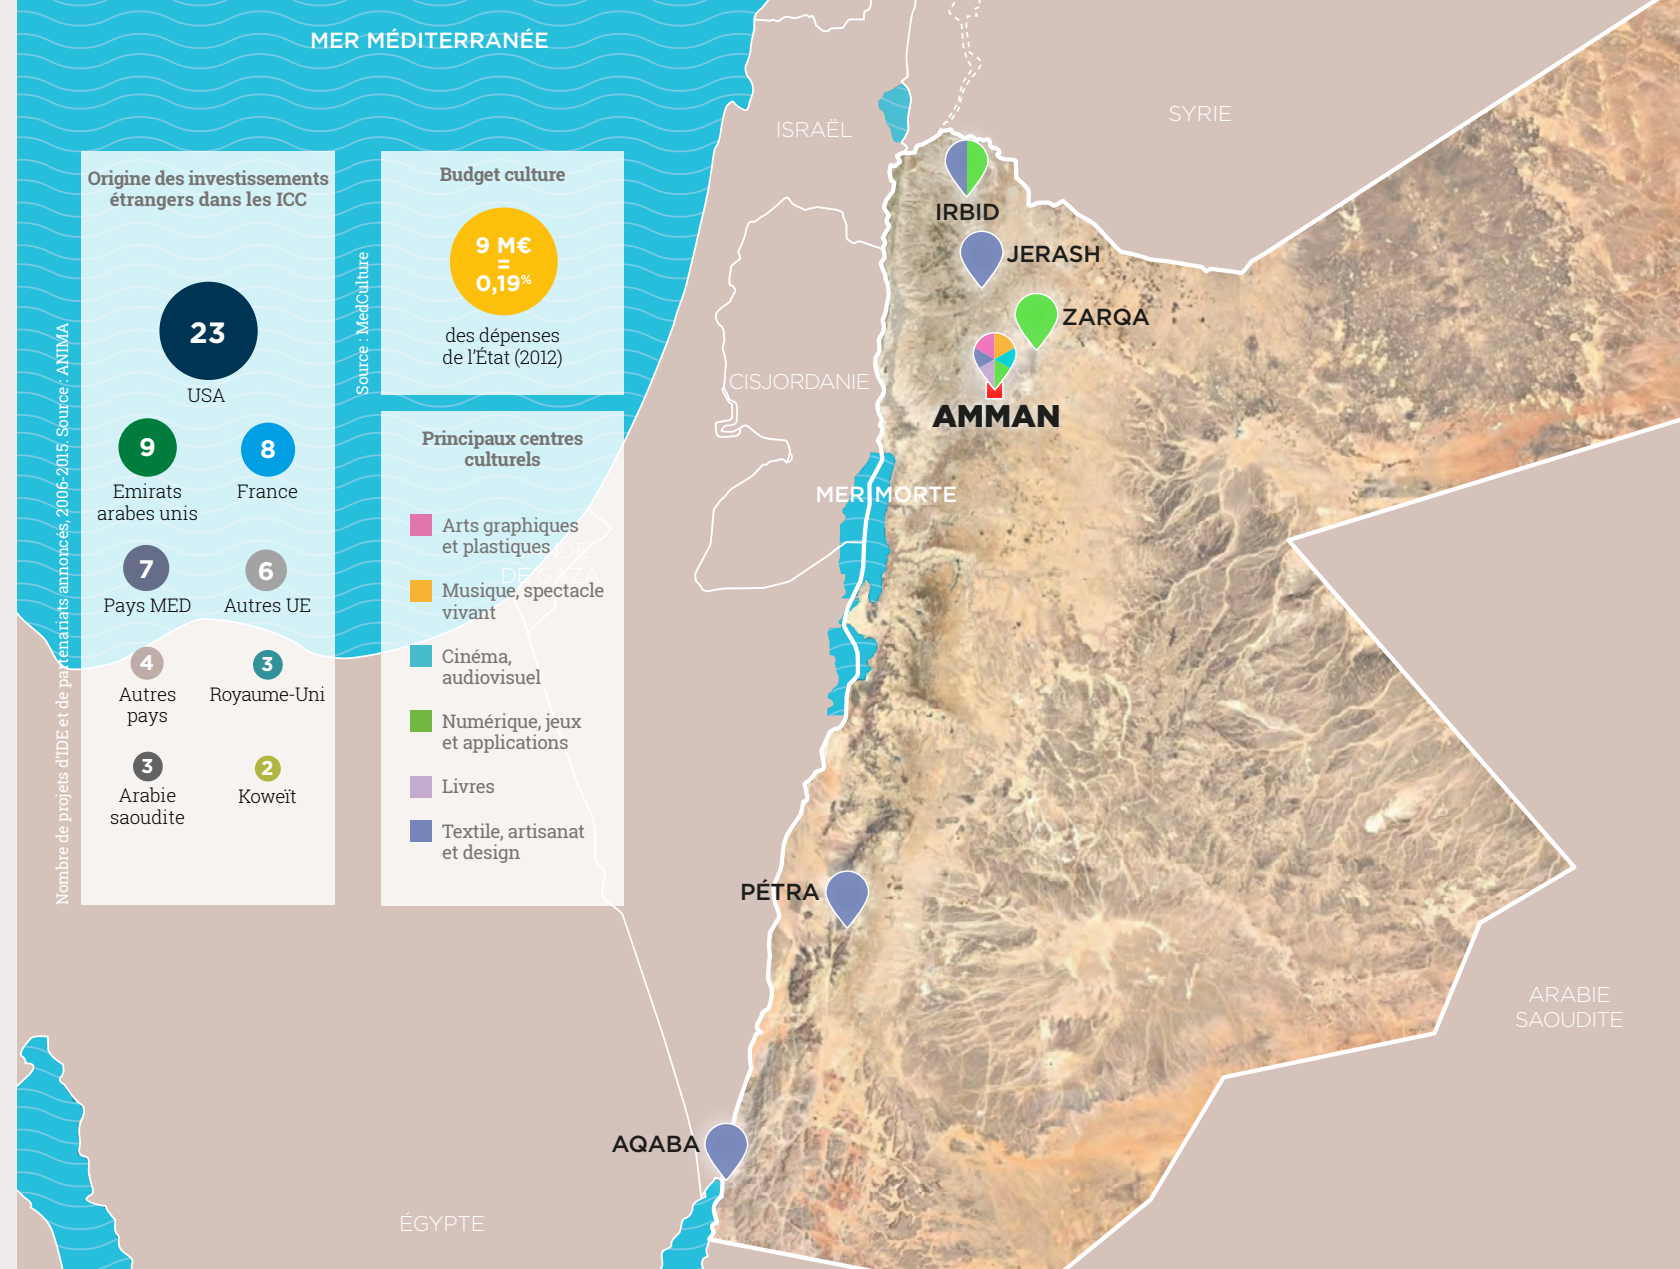 MER MÉDITERRANÉE
ISRAËL
SYRIE
Origine des investissements
étrangers dans les ICC
23
USA
9
Emirats
arabes unis
8
France
7
Pays MED
6
Autres UE
4
Autres
pays
3
Royaume-Uni
3
Arabie
saoudite
2
Koweït
Nombre de projets d'IDE et de partenariats annoncés, 2006-2015. Source : ANIMA
Budget culture
9 M€
=
0,19%
des dépenses
de l'État (2012)
Source : MedCulture
Principaux centres
culturels
Arts graphiques
et plastiques
Musique, spectacle
vivant
Cinéma,
audiovisuel
Numérique, jeux
et applications
Livres
Textile, artisanat
et design
DE GAZA
IRBID
JERASH
ZARQA
AMMAN
CISJORDANIE
MER MORTE
PÉTRA
AQABA
ÉGYPTE
ARABIE
SAOUDITE